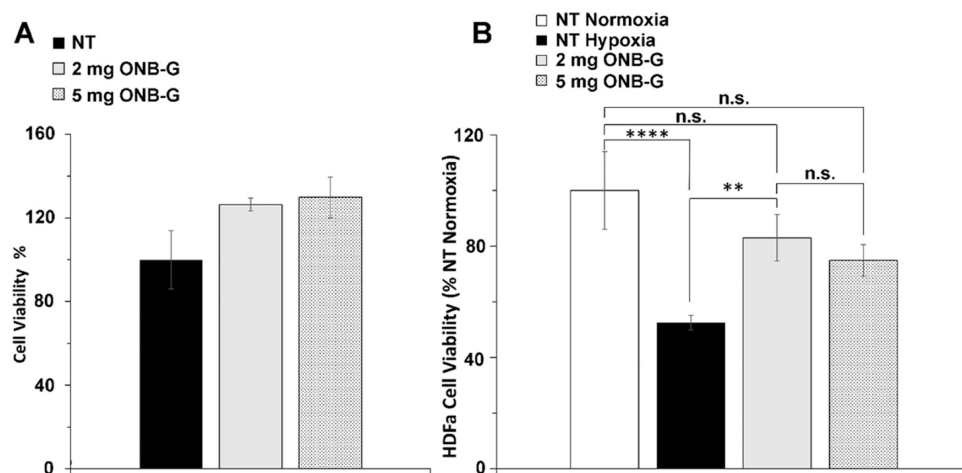 A
NT
2 mg ONB-G
5 mg ONB-G
Cell Viability %
160
120
80
40
0
B
NT Normoxia
NT Hypoxia
2 mg ONB-G
5 mg ONB-G
HDFa Cell Viability (% NT Normoxia)
120
80
40
0
n.s.
n.s.
****
n.s.
**